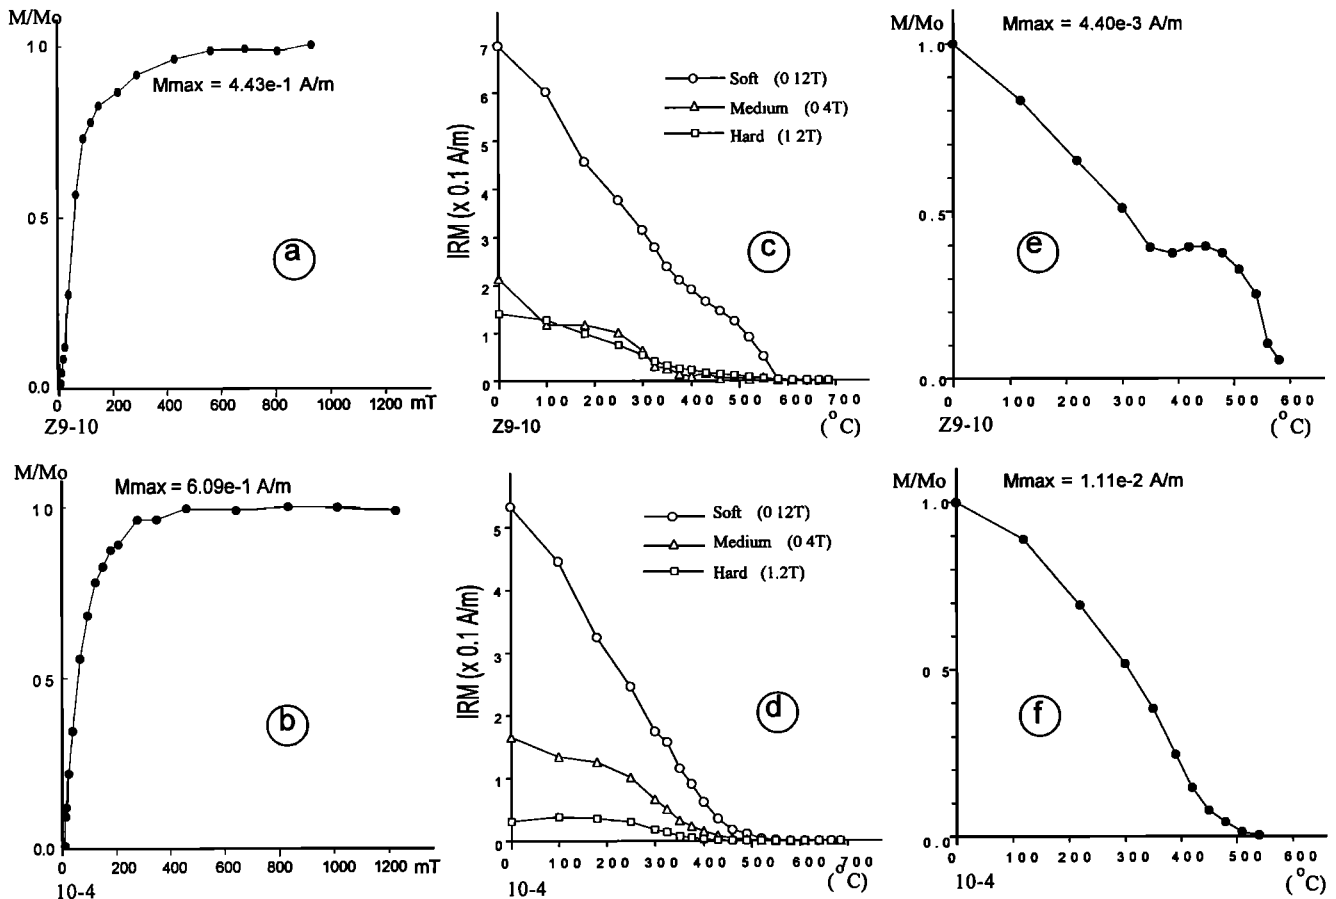 M/Mo
1 0
Mmax = 4.43e-1 A/m
0 5
a
0.0
0 200 400 600 800 1000 1200 mT
Z9-10
7
6
5
4
3
2
1
0
IRM (x 0.1 A/m)
Soft (0 12T)
Medium (0 4T)
Hard (1 2T)
c
0 100 200 300 400 500 600 700
Z9-10
(°C)
M/Mo
Mmax = 4.40e-3 A/m
1. 0
0. 5
e
0. 0
0 100 200 300 400 500 600
Z9-10
(°C)
M/Mo
Mmax = 6.09e-1 A/m
1 0
0 5
b
0.0
0 200 400 600 800 1000 1200 mT
10-4
5
4
3
2
1
0
IRM (x 0.1 A/m)
Soft (0 12T)
Medium (0 4T)
Hard (1.2T)
d
0 100 200 300 400 500 600 700
10-4
(°C)
M/Mo
Mmax = 1.11e-2 A/m
1. 0
0 5
f
0. 0
0 100 200 300 400 500 600
10-4
(°C)